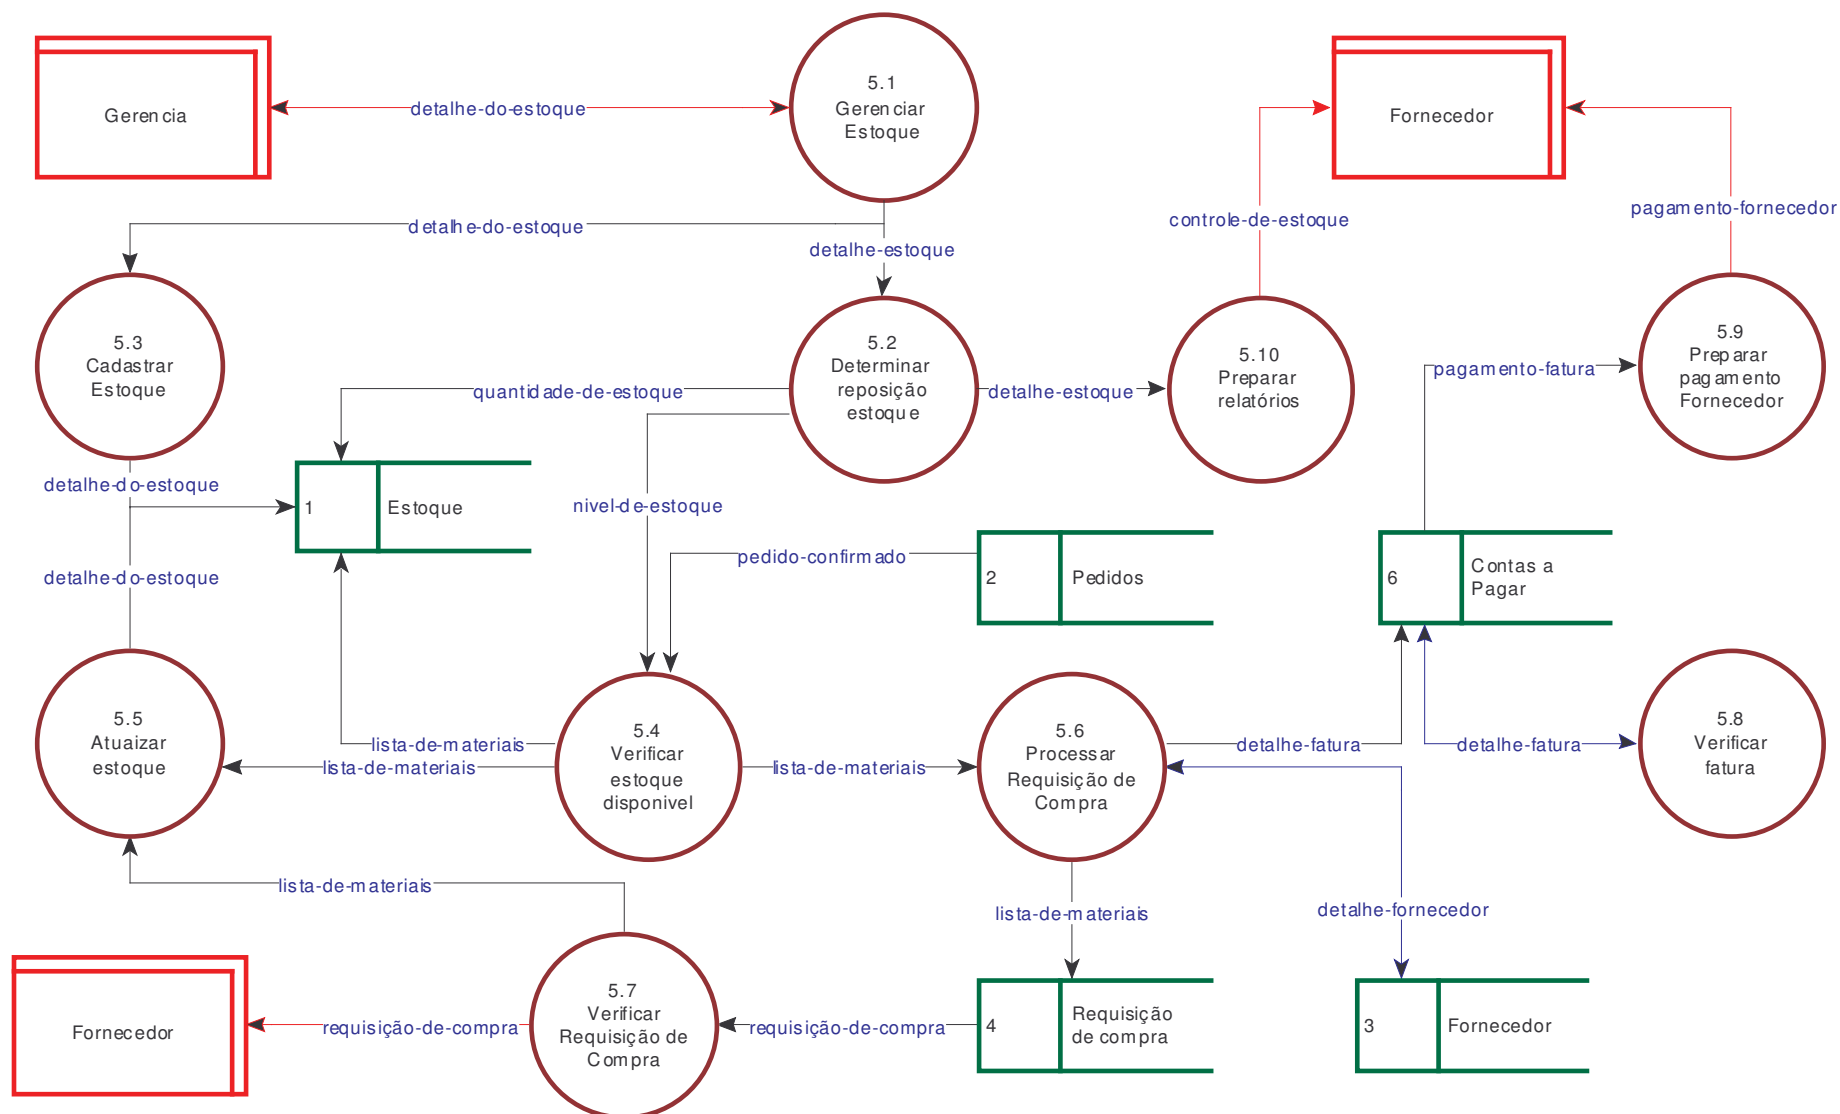 5.1
Gerenciar
Estoque
Gerencia
detalhe-do-estoque
Fornecedor
controle-de-estoque
pagamento-fornecedor
detalhe-do-estoque
detalhe-estoque
5.3
Cadastrar
Estoque
5.2
Determinar
reposição
estoque
5.10
Preparar
relatórios
5.9
Preparar
pagamento
Fornecedor
quantidade-de-estoque
detalhe-estoque
pagamento-fatura
detalhe-do-estoque
1
Estoque
nivel-de-estoque
pedido-confirmado
2
Pedidos
6
Contas a
Pagar
detalhe-do-estoque
5.5
Atuaizar
estoque
lista-de-materiais
lista-de-materiais
5.4
Verificar
estoque
disponivel
lista-de-materiais
5.6
Processar
Requisição de
Compra
detalhe-fatura
detalhe-fatura
5.8
Verificar
fatura
lista-de-materiais
lista-de-materiais
detalhe-fornecedor
Fornecedor
requisição-de-compra
5.7
Verificar
Requisição de
Compra
requisição-de-compra
4
Requisição
de compra
3
Fornecedor